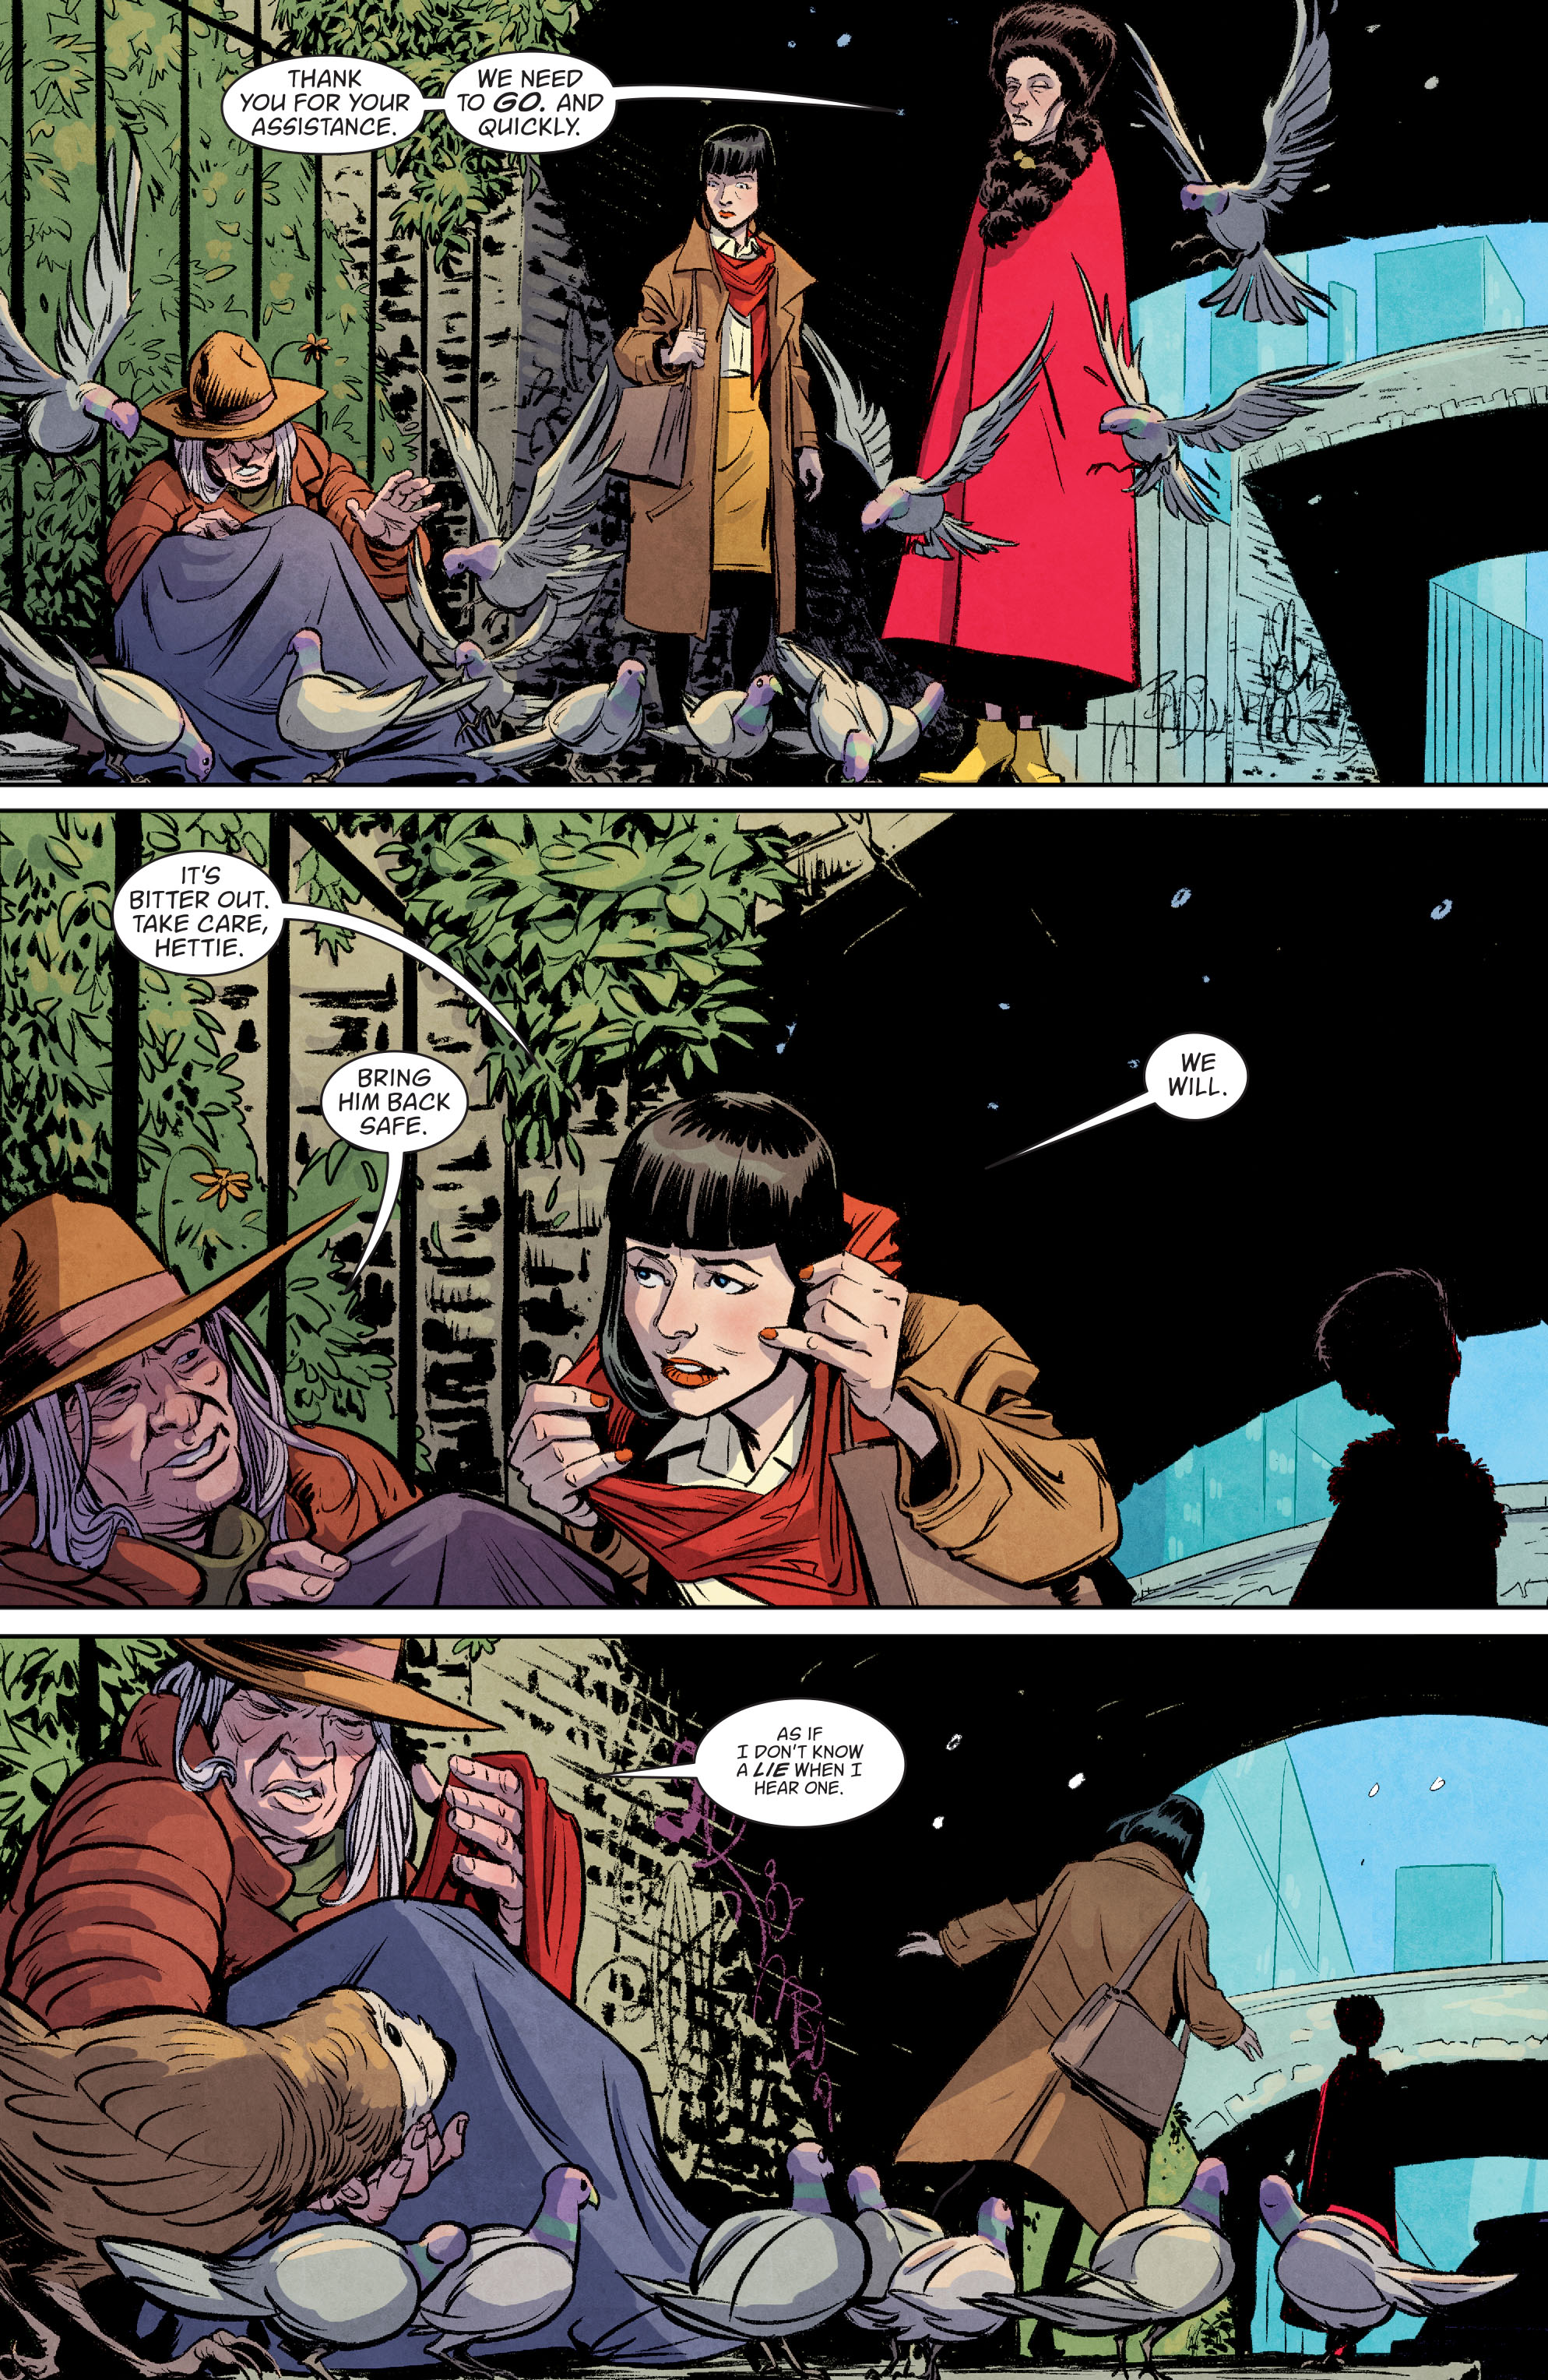 THANK
YOU FOR YOUR
ASSISTANCE.
WE NEED
TO GO. AND
QUICKLY.
IT'S
BITTER OUT.
TAKE CARE,
HETTIE.
BRING
HIM BACK
SAFE.
WE
WILL.
AS IF
I DON'T KNOW
A LIE WHEN I
HEAR ONE.